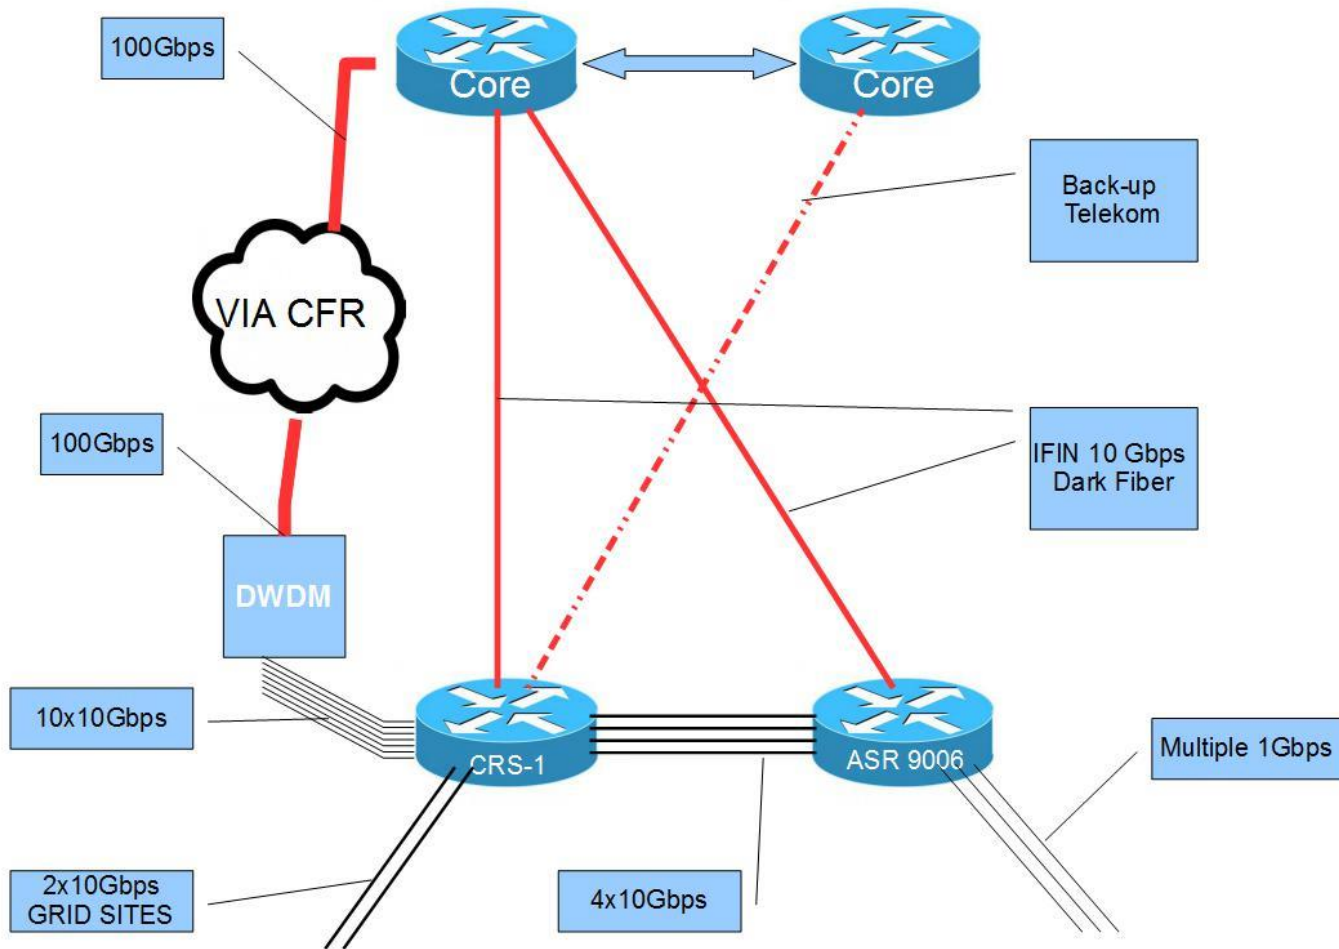 100Gbps
Core
Core
Back-up
Telekom
VIA CFR
100Gbps
IFIN 10 Gbps
Dark Fiber
DWDM
10x10Gbps
CRS-1
ASR 9006
Multiple 1Gbps
2x10Gbps
GRID SITES
4x10Gbps